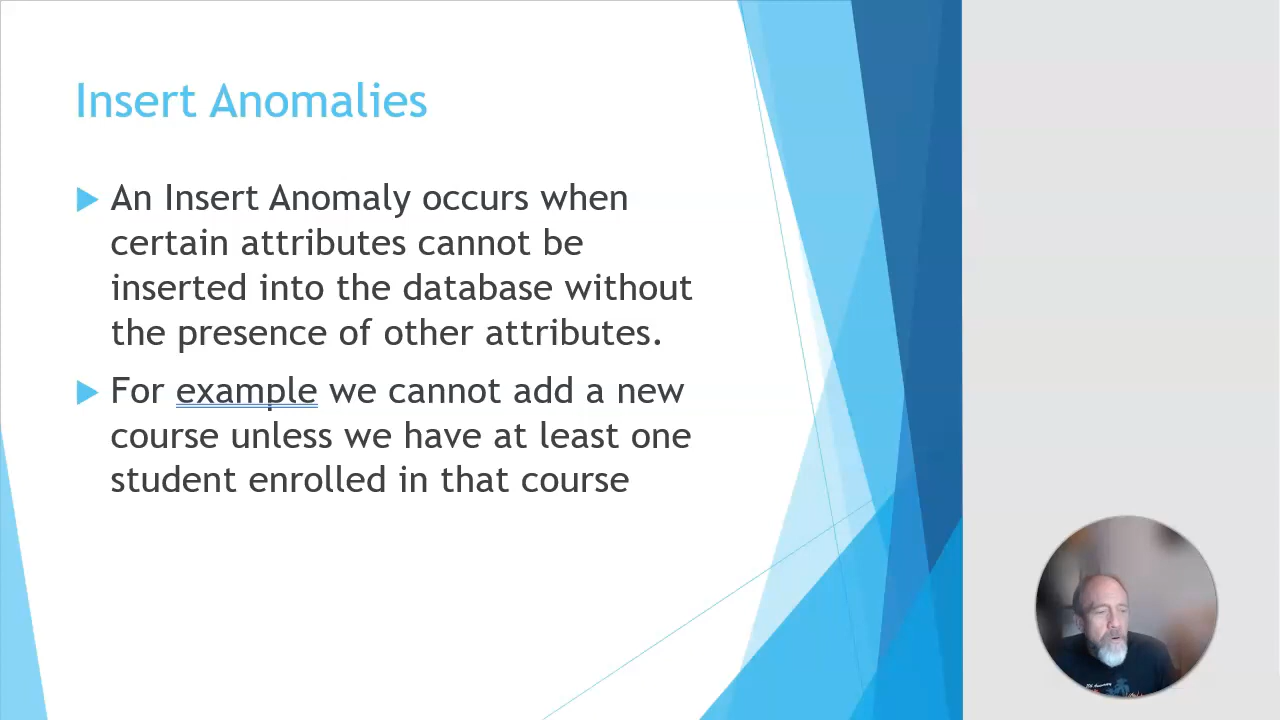 Insert Anomalies
An Insert Anomaly occurs when
certain attributes cannot be
inserted into the database without
the presence of other attributes.
For example we cannot add a new
course unless we have at least one
student enrolled in that course